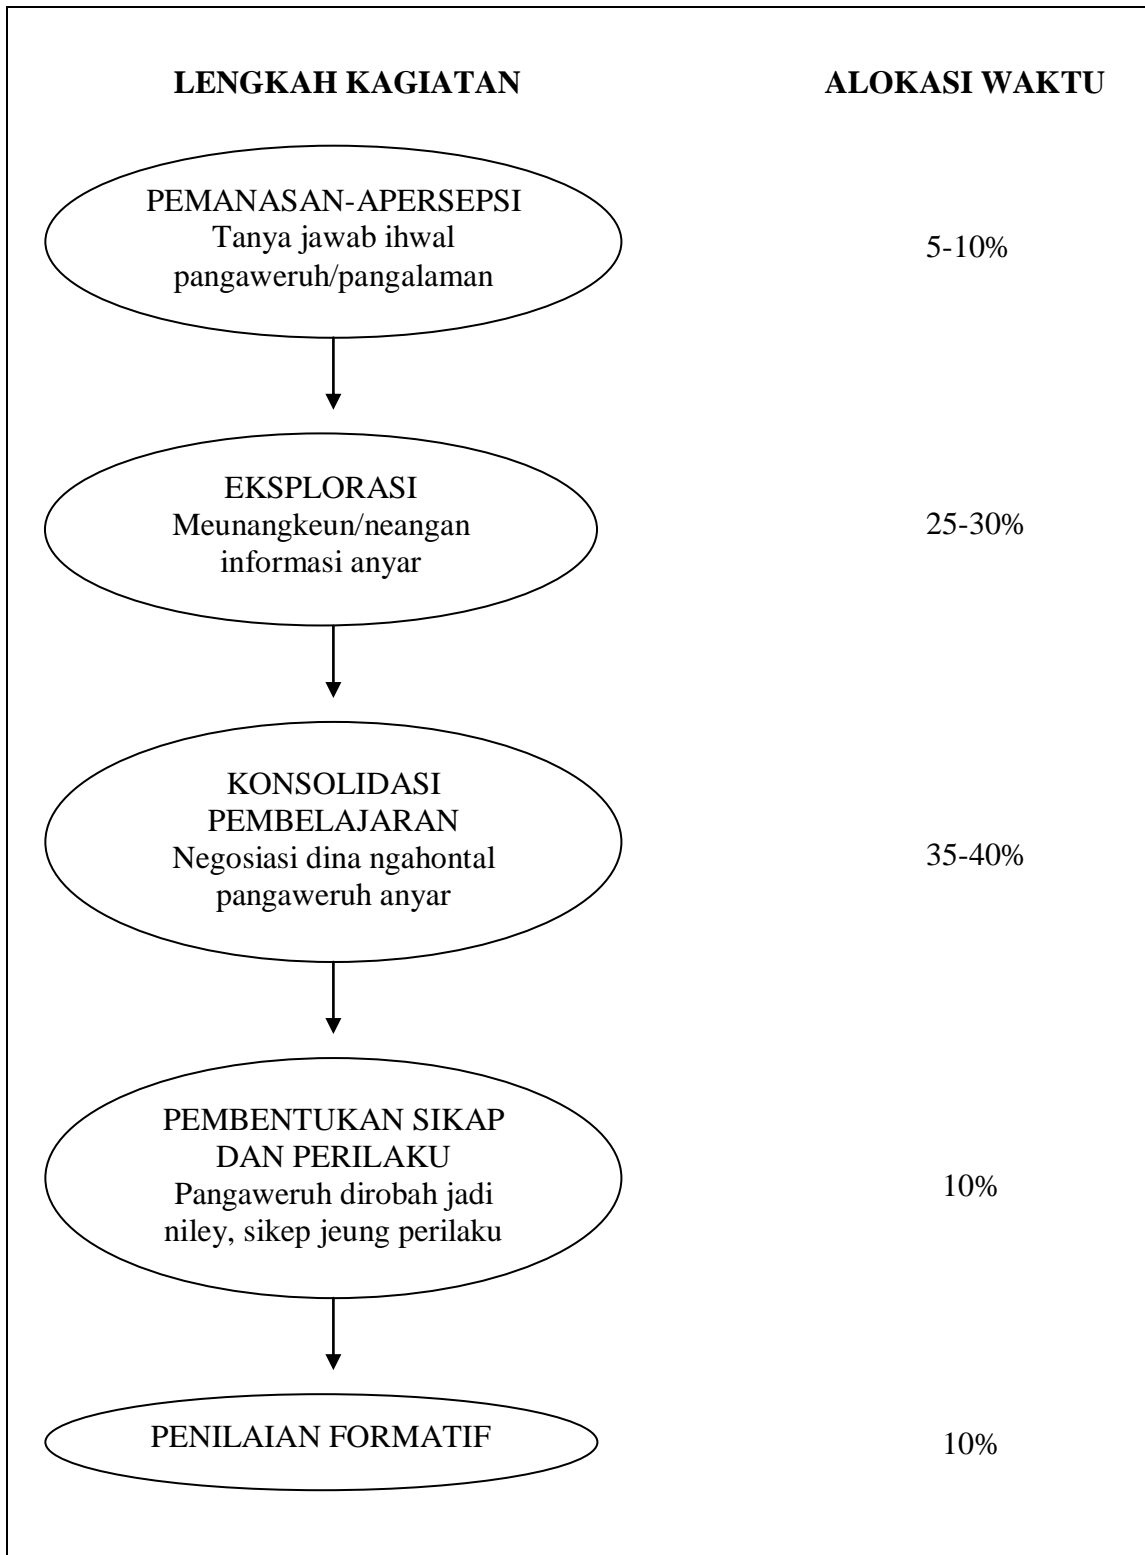 LENGKAH KAGIATAN ALOKASI WAKTU
PEMANASAN-APERSEPSI
Tanya jawab ihwal
pangaweruh/pangalaman
5-10%
EKSPLORASI
Meunangkeun/neangan
informasi anyar
25-30%
KONSOLIDASI
PEMBELAJARAN
Negosiasi dina ngahontal
pangaweruh anyar
35-40%
PEMBENTUKAN SIKAP
DAN PERILAKU
Pangaweruh dirobah jadi
niley, sikep jeung perilaku
10%
PENILAIAN FORMATIF
10%